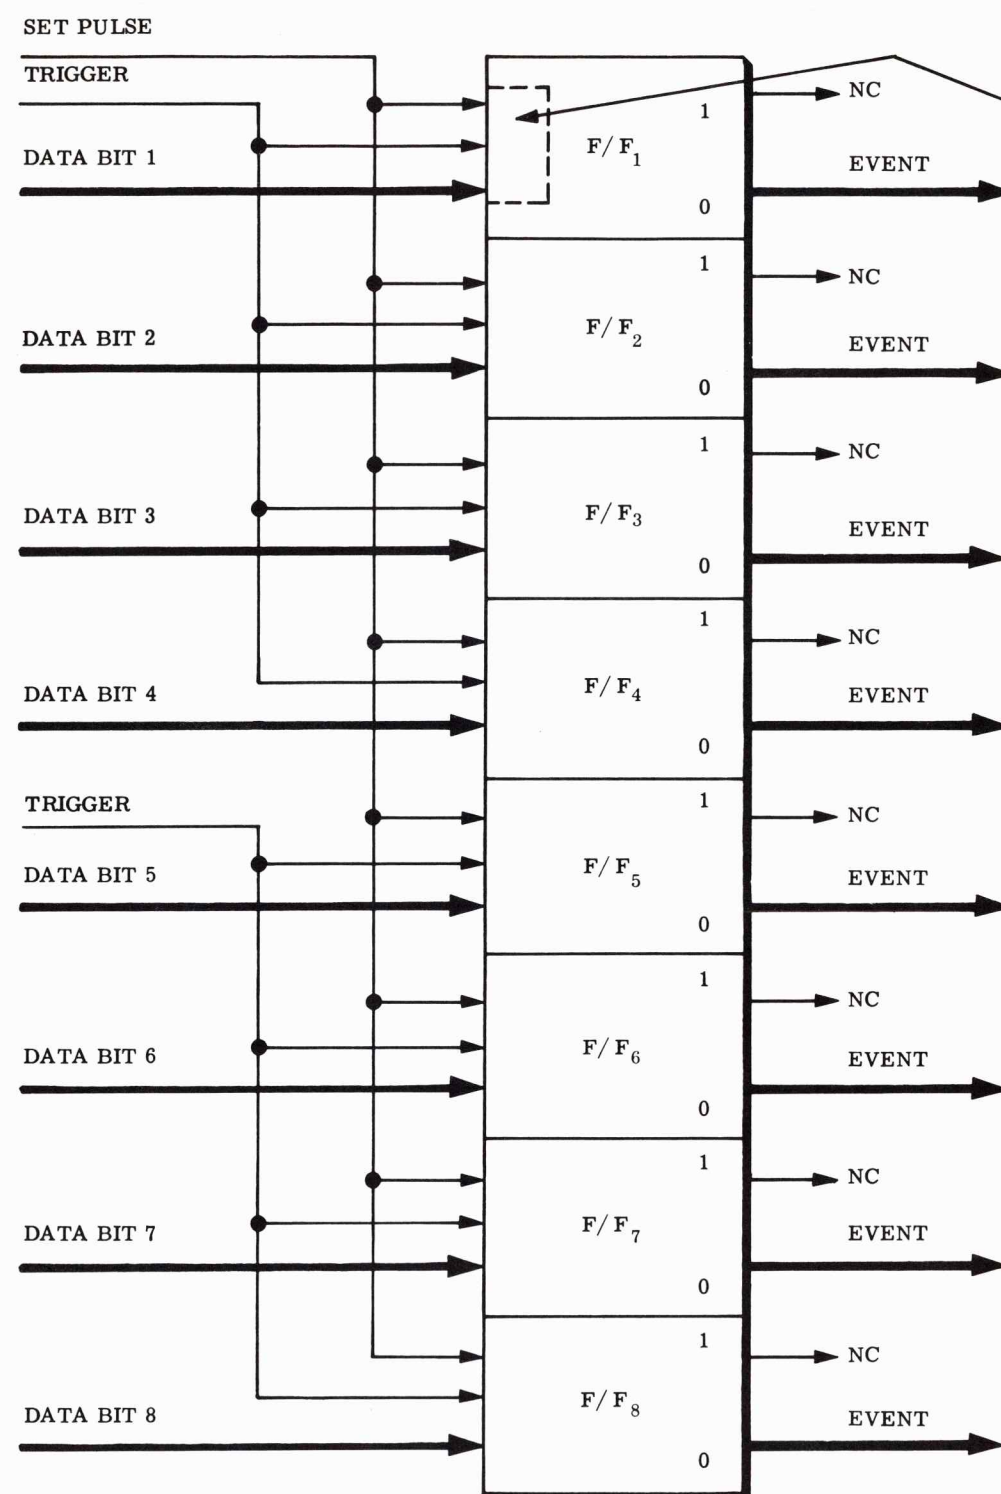 SET PULSE
TRIGGER
DATA BIT 1
F/F1
1
0
NC
EVENT
DATA BIT 2
F/F2
1
0
NC
EVENT
DATA BIT 3
F/F3
1
0
NC
EVENT
DATA BIT 4
F/F4
1
0
NC
EVENT
TRIGGER
DATA BIT 5
F/F5
1
0
NC
EVENT
DATA BIT 6
F/F6
1
0
NC
EVENT
DATA BIT 7
F/F7
1
0
NC
EVENT
DATA BIT 8
F/F8
1
0
NC
EVENT